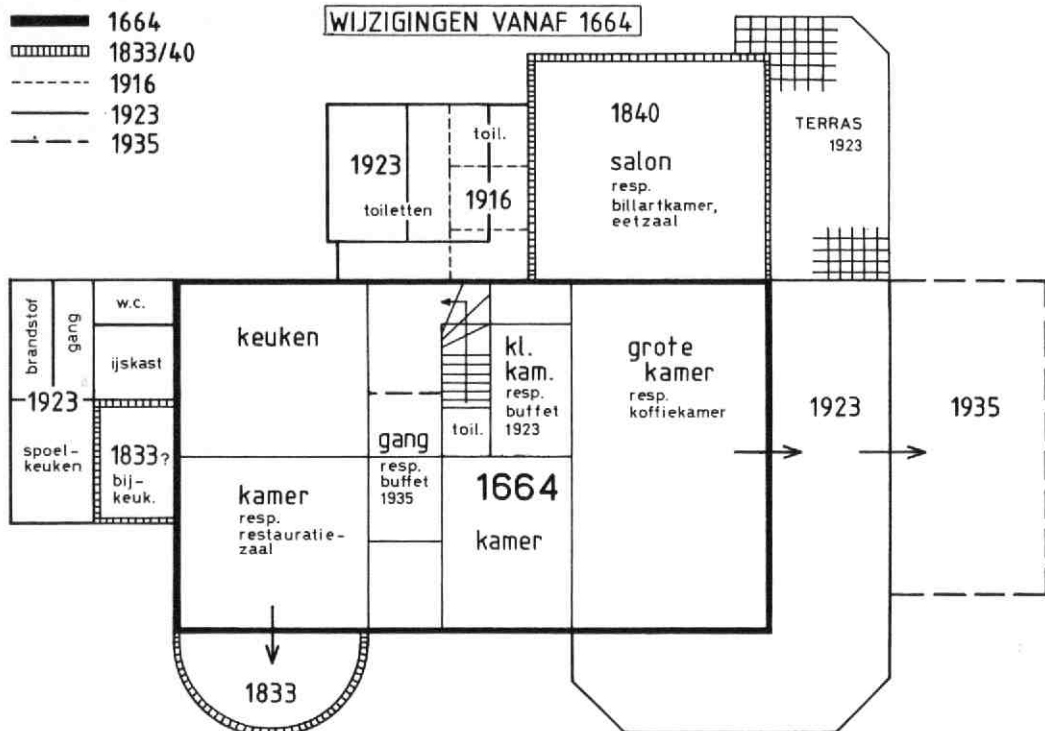 WIJZIGINGEN VANAF 1664
1664
1833/40
1916
1923
1935
1923
toiletten
toil.
1916
1840
salon
resp.
billartkamer,
eetzaal
TERRAS
1923
brandstof
gang
w.c.
ijskast
1923
spoel-
keuken
1833?
bij-
keuk.
keuken
kamer
resp.
restauratie-
zaal
1833
gang
resp.
buffet
1935
toil.
kl.
kam.
resp.
buffet
1923
1664
kamer
grote
kamer
resp.
koffiekamer
1923
1935